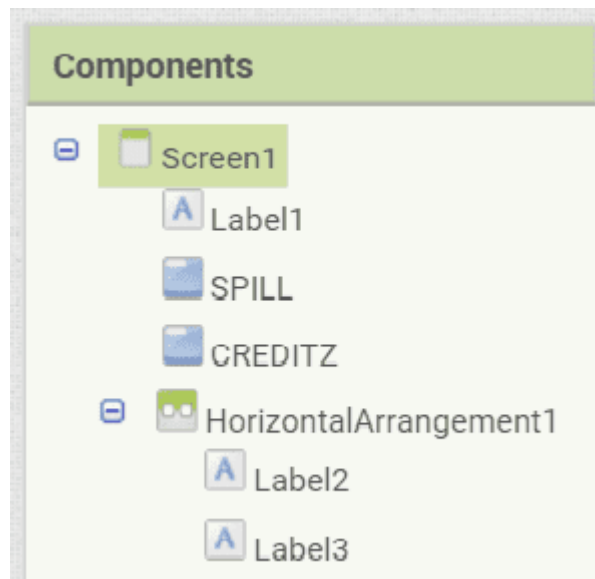 Components
Screen1
A Label1
SPILL
CREDITZ
HorizontalArrangement1
A Label2
A Label3